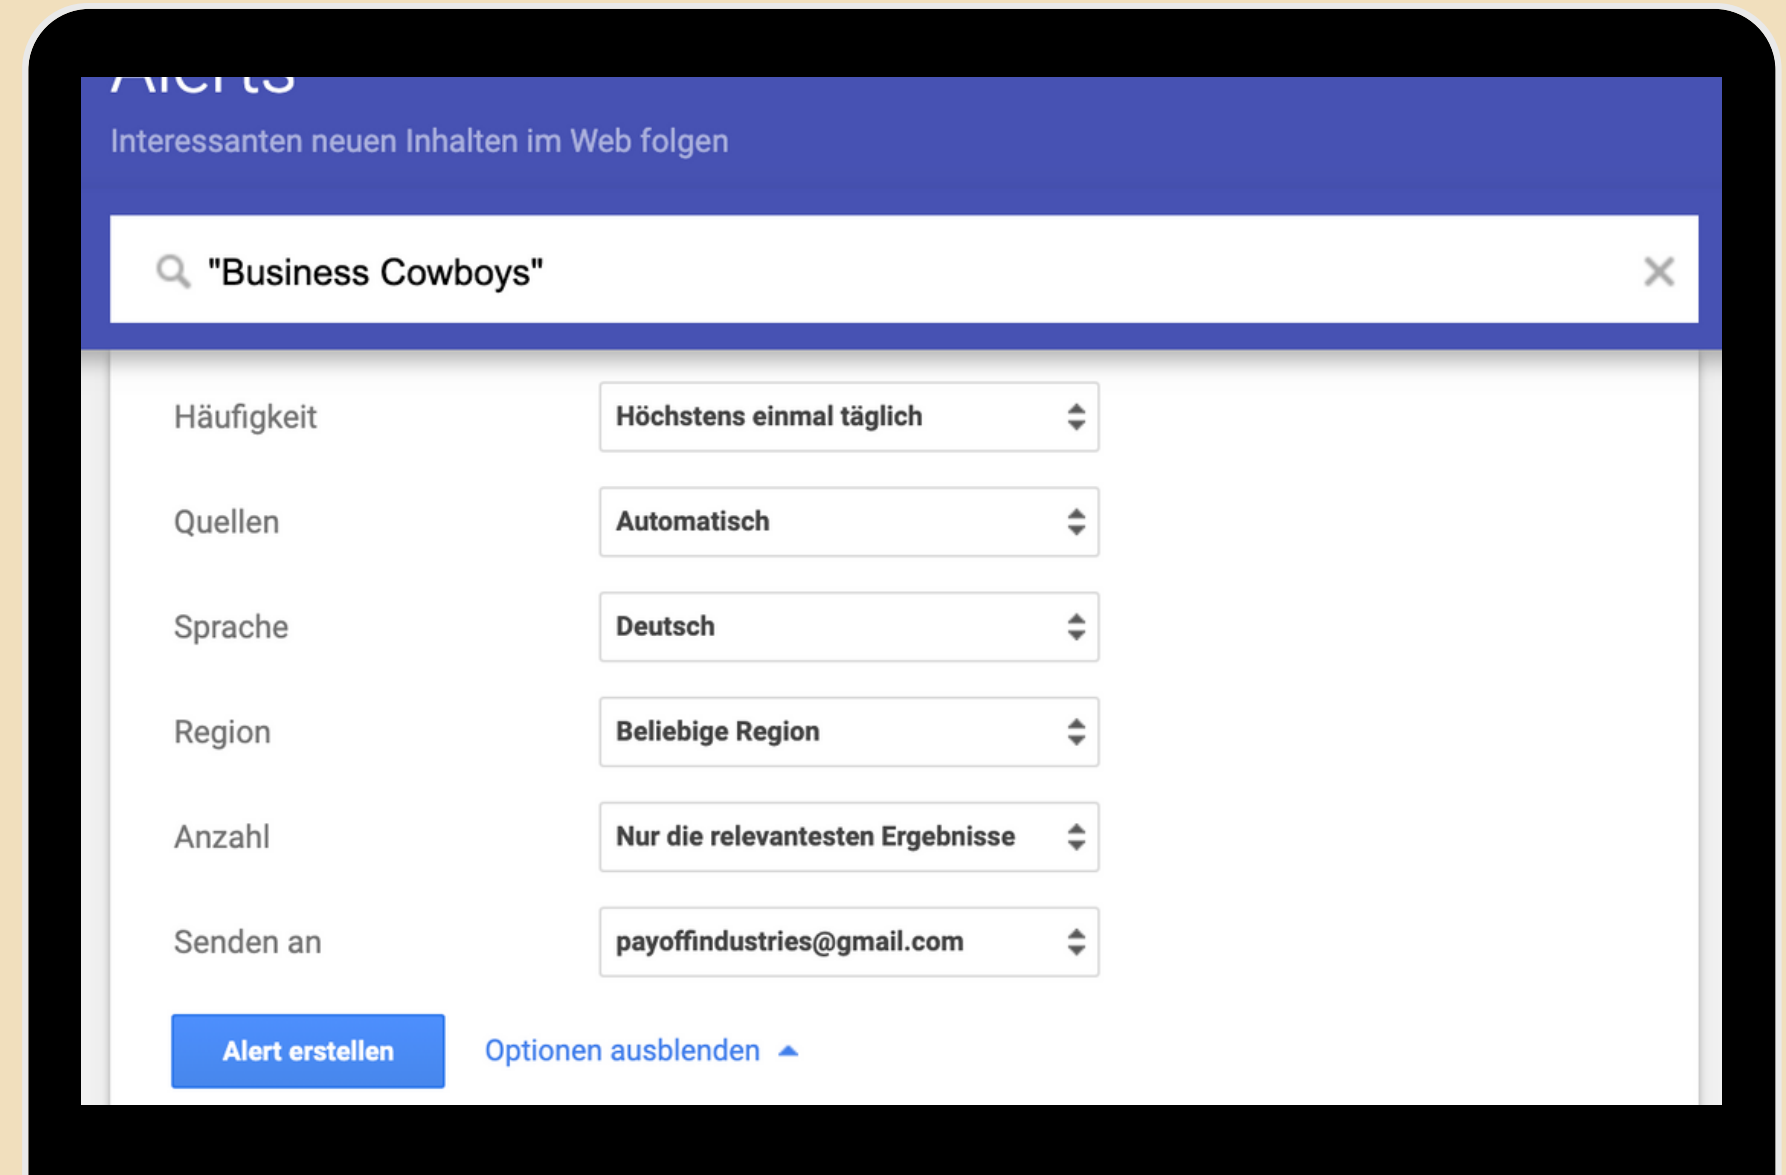 Alerts
Interessanten neuen Inhalten im Web folgen
"Business Cowboys"
Häufigkeit Höchstens einmal täglich
Quellen Automatisch
Sprache Deutsch
Region Beliebige Region
Anzahl Nur die relevantesten Ergebnisse
Senden an payoffindustries@gmail.com
Alert erstellen Optionen ausblenden